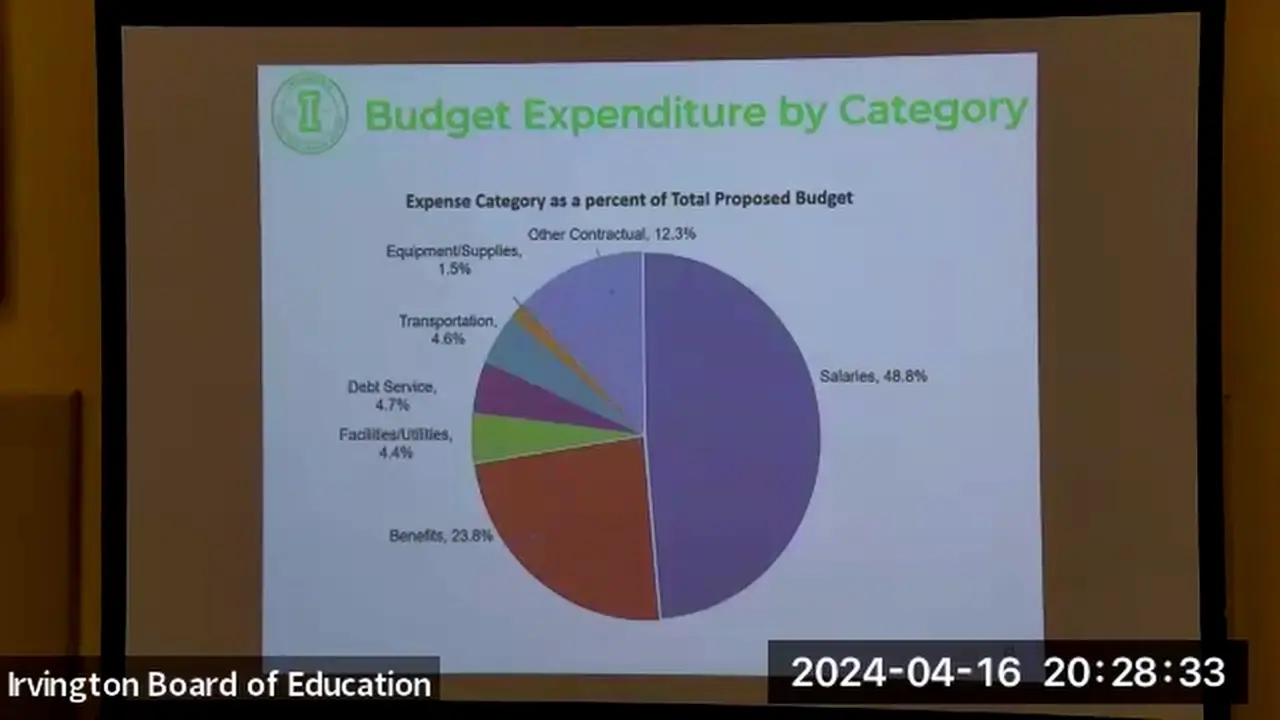 I
Budget Expenditure by Category
Expense Category as a percent of Total Proposed Budget
Other Contractual, 12.3%
Equipment/Supplies,
1.5%
Transportation,
4.6%
Salaries, 48.8%
Debt Service,
4.7%
Facilities/Utilities,
4.4%
Benefits, 23.8%
Irvington Board of Education
2024-04-16 20:28:33